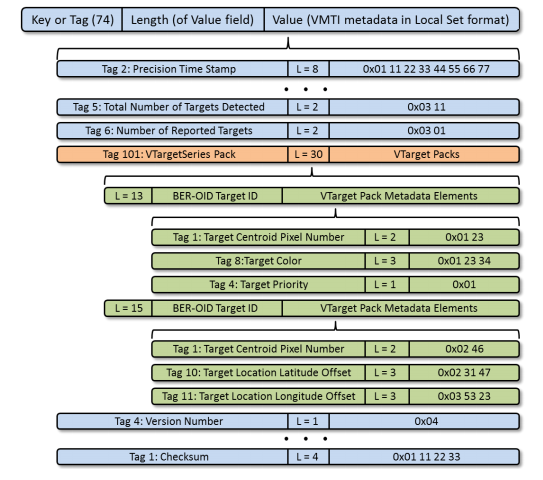 Key or Tag (74) Length (of Value field) Value (VMTI metadata in Local Set format)
Tag 2: Precision Time Stamp L = 8 0x01 11 22 33 44 55 66 77
• • •
Tag 5: Total Number of Targets Detected L = 2 0x03 11
Tag 6: Number of Reported Targets L = 2 0x03 01
Tag 101: VTargetSeries Pack L = 30 VTarget Packs
L = 13 BER-OID Target ID VTarget Pack Metadata Elements
Tag 1: Target Centroid Pixel Number L = 2 0x01 23
Tag 8:Target Color L = 3 0x01 23 34
Tag 4: Target Priority L = 1 0x01
L = 15 BER-OID Target ID VTarget Pack Metadata Elements
Tag 1: Target Centroid Pixel Number L = 2 0x02 46
Tag 10: Target Location Latitude Offset L = 3 0x02 31 47
Tag 11: Target Location Longitude Offset L = 3 0x03 53 23
Tag 4: Version Number L = 1 0x04
• • •
Tag 1: Checksum L = 4 0x01 11 22 33